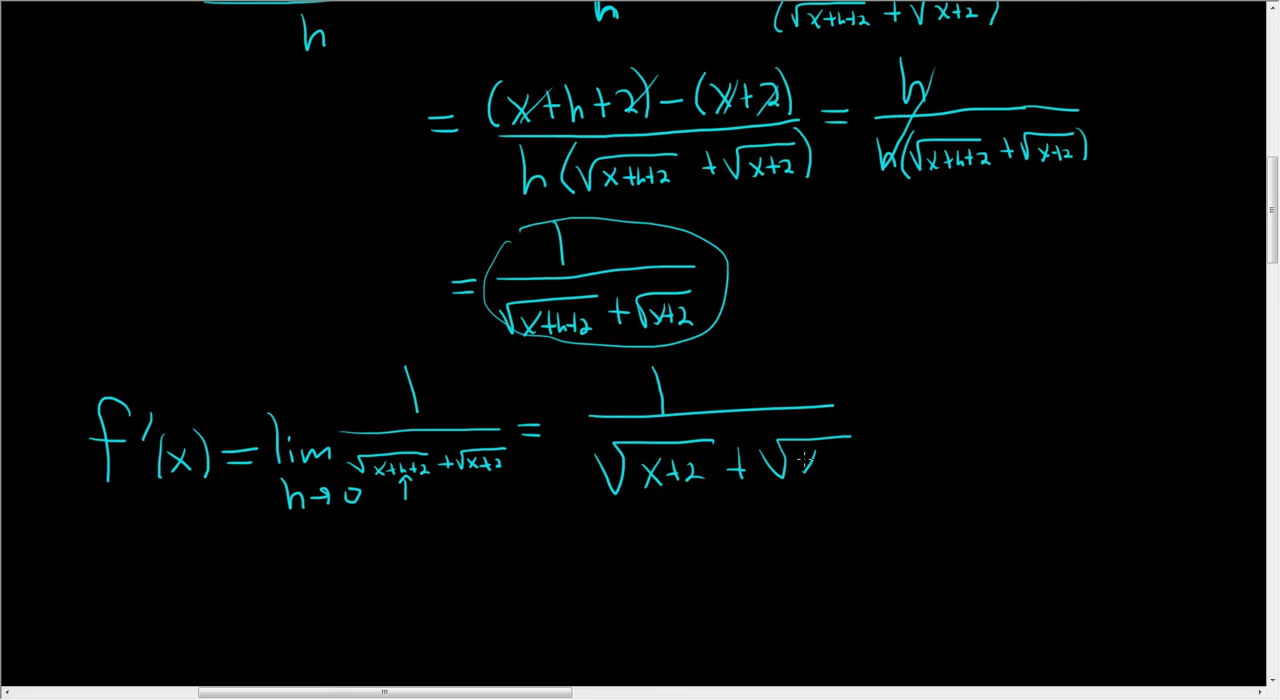 h h (√x+h+2 + √x+2)
= (x+h+2) - (x+2) / h(√x+h+2 + √x+2) = h / h(√x+h+2 + √x+2)
= 1 / √x+h+2 + √x+2
f'(x) = lim h→0 1 / √x+h+2 + √x+2 = 1 / √x+2 + √